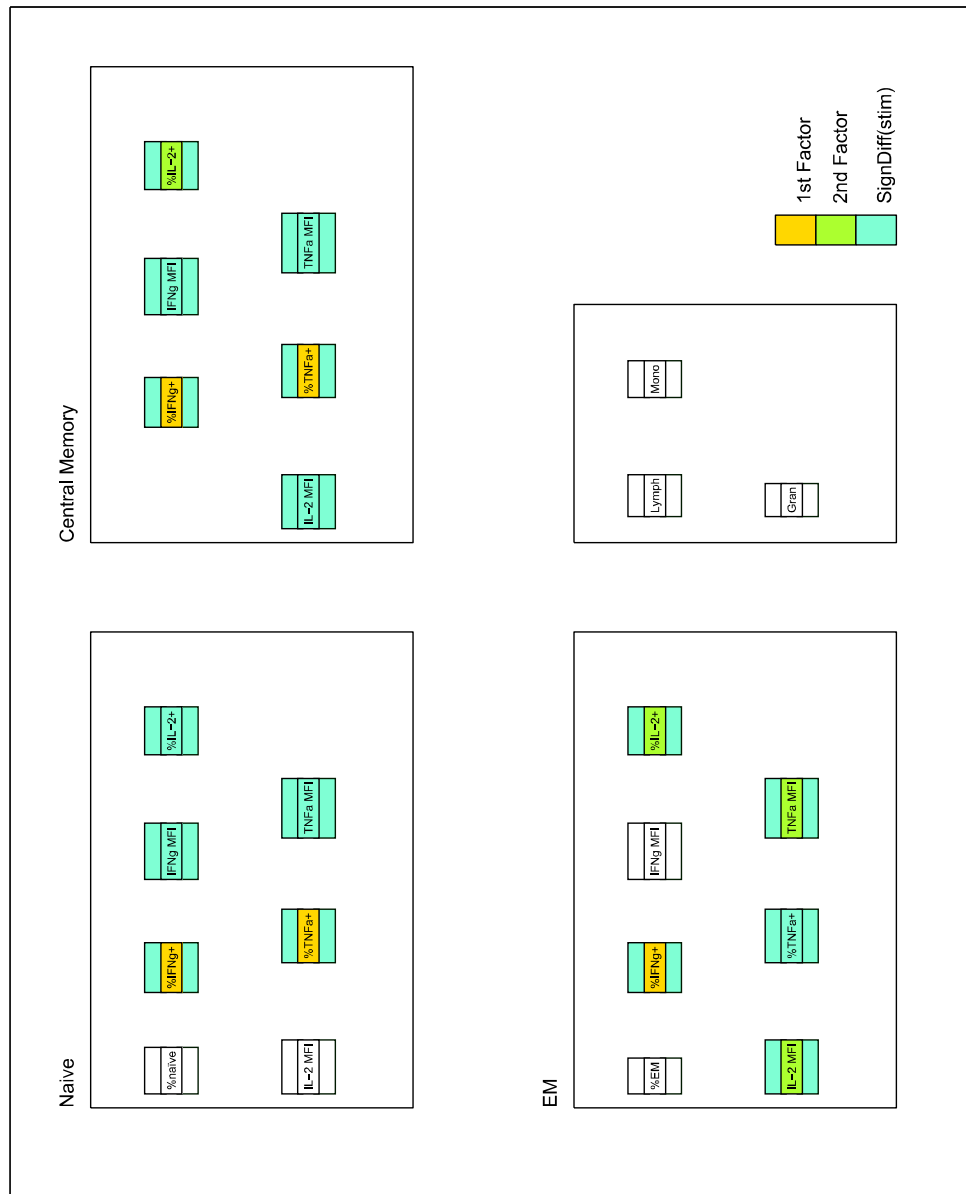 Naive
%naïve
%IFNg+
IFNg MFI
%IL-2+
IL-2 MFI
%TNFa+
TNFa MFI
Central Memory
%IFNg+
IFNg MFI
%IL-2+
IL-2 MFI
%TNFa+
TNFa MFI
EM
%EM
%IFNg+
IFNg MFI
%IL-2+
IL-2 MFI
%TNFa+
TNFa MFI
Lymph
Mono
Gran
1st Factor
2nd Factor
SignDiff(stim)